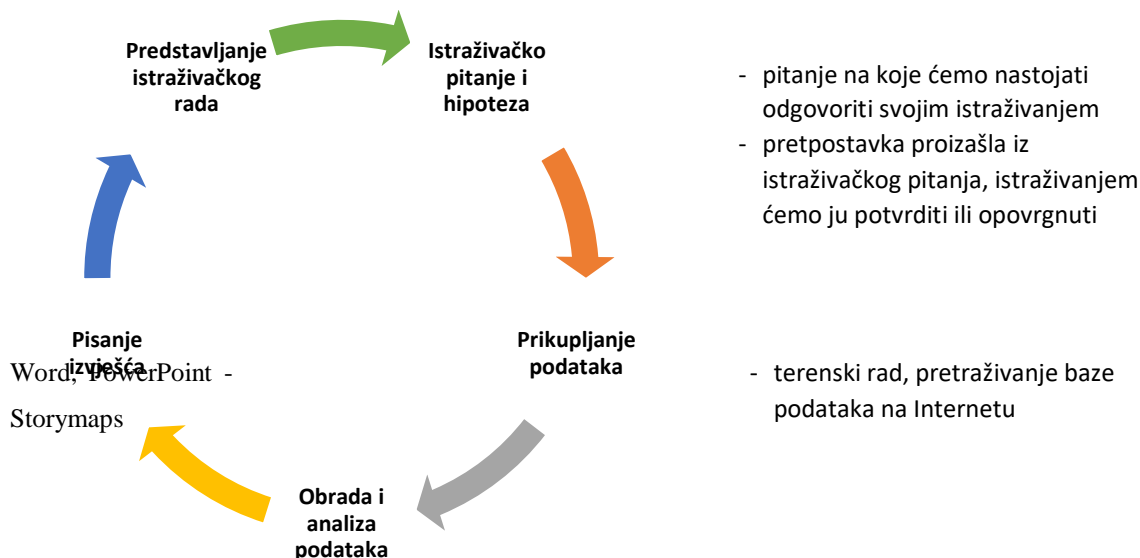 Predstavljanje
istraživačkog
rada
Istraživačko
pitanje i
hipoteza
- pitanje na koje ćemo nastojati
odgovoriti svojim istraživanjem
- pretpostavka proizašla iz
istraživačkog pitanja, istraživanjem
ćemo ju potvrditi ili opovrgnuti
Pisanje
izvješća
Word, PowerPoint -
Storymaps
Prikupljanje
podataka
- terenski rad, pretraživanje baze
podataka na Internetu
Obrada i
analiza
podataka